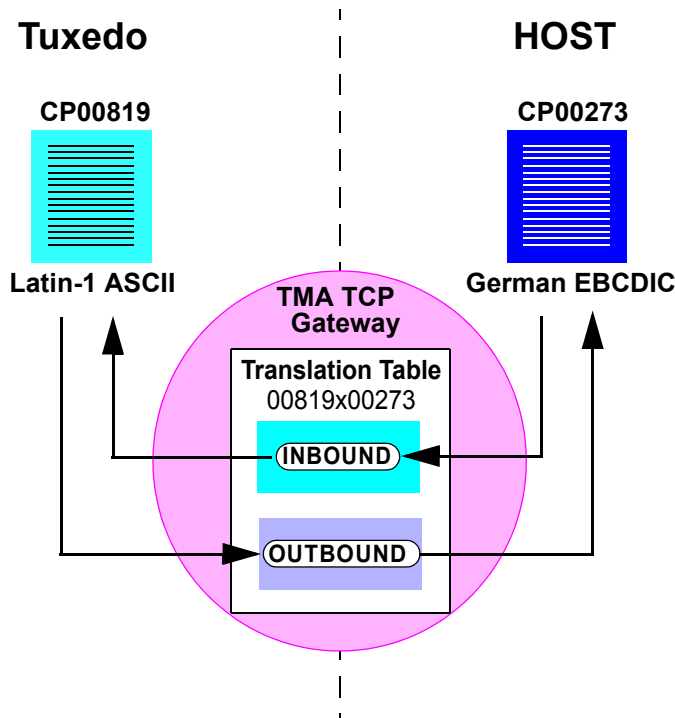 Tuxedo
HOST
CP00819
CP00273
Latin-1 ASCII
German EBCDIC
TMA TCP
Gateway
Translation Table
00819x00273
INBOUND
OUTBOUND